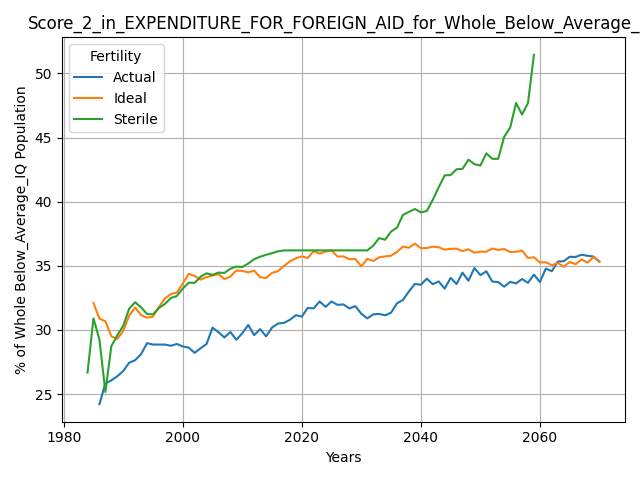 Score_2_in_EXPENDITURE_FOR_FOREIGN_AID_for_Whole_Below_Average_
Fertility
Actual
Ideal
Sterile
% of Whole Below_Average_IQ Population
50
45
40
35
30
25
1980
2000
2020
2040
2060
Years